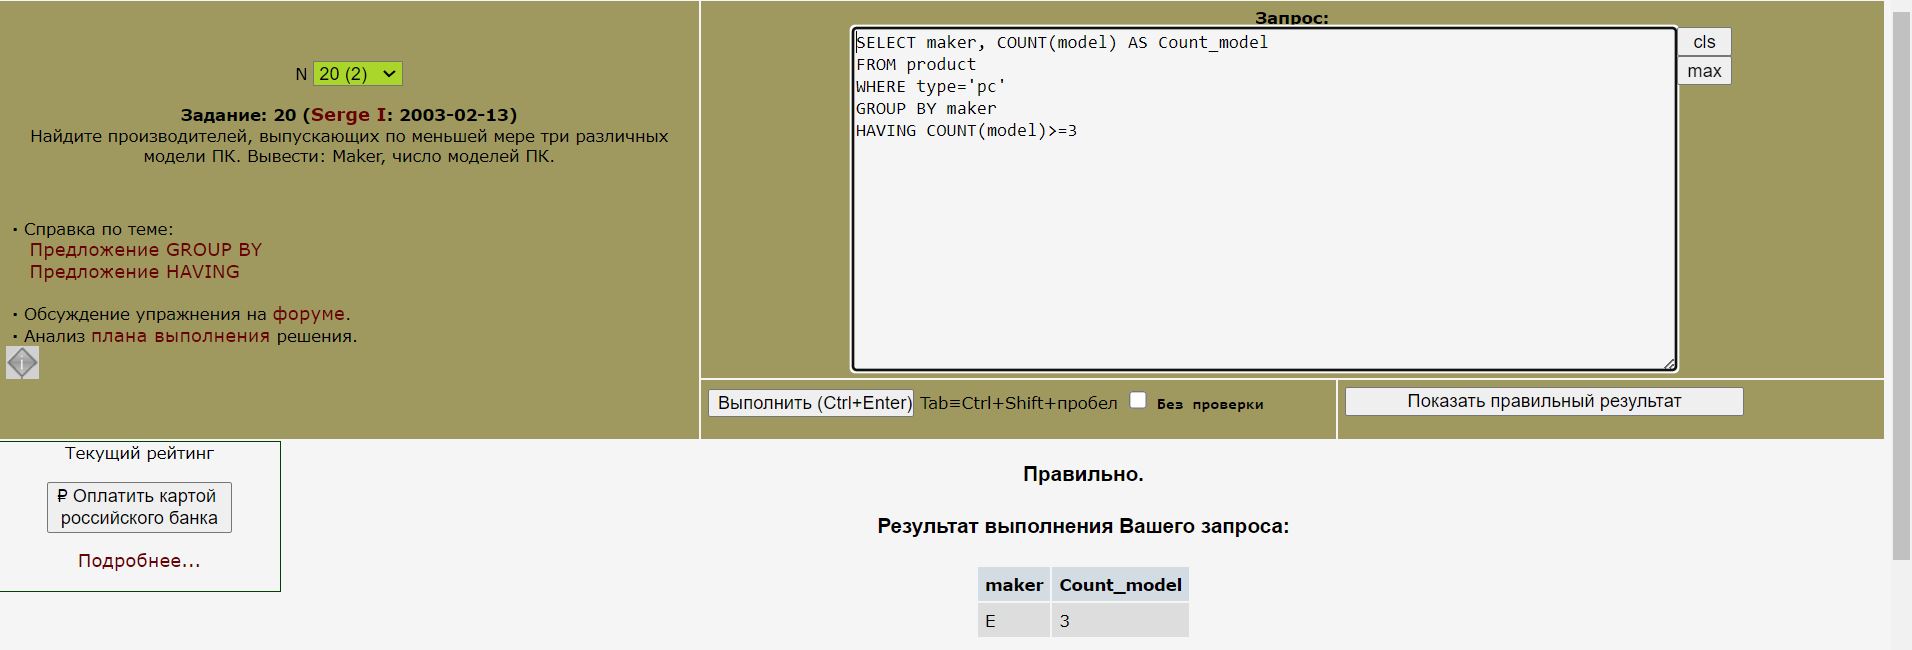 N 20 (2)
Задание: 20 (Serge I: 2003-02-13)
Найдите производителей, выпускающих по меньшей мере три различных
модели ПК. Вывести: Maker, число моделей ПК.
· Справка по теме:
Предложение GROUP BY
Предложение HAVING
· Обсуждение упражнения на форуме.
· Анализ плана выполнения решения.
Запрос:
SELECT maker, COUNT(model) AS Count_model
FROM product
WHERE type='pc'
GROUP BY maker
HAVING COUNT(model)>=3
cls
max
Выполнить (Ctrl+Enter) Tab≡Ctrl+Shift+пробел Без проверки
Показать правильный результат
Текущий рейтинг
₽ Оплатить картой
российского банка
Подробнее...
Правильно.
Результат выполнения Вашего запроса:
maker Count_model
E 3